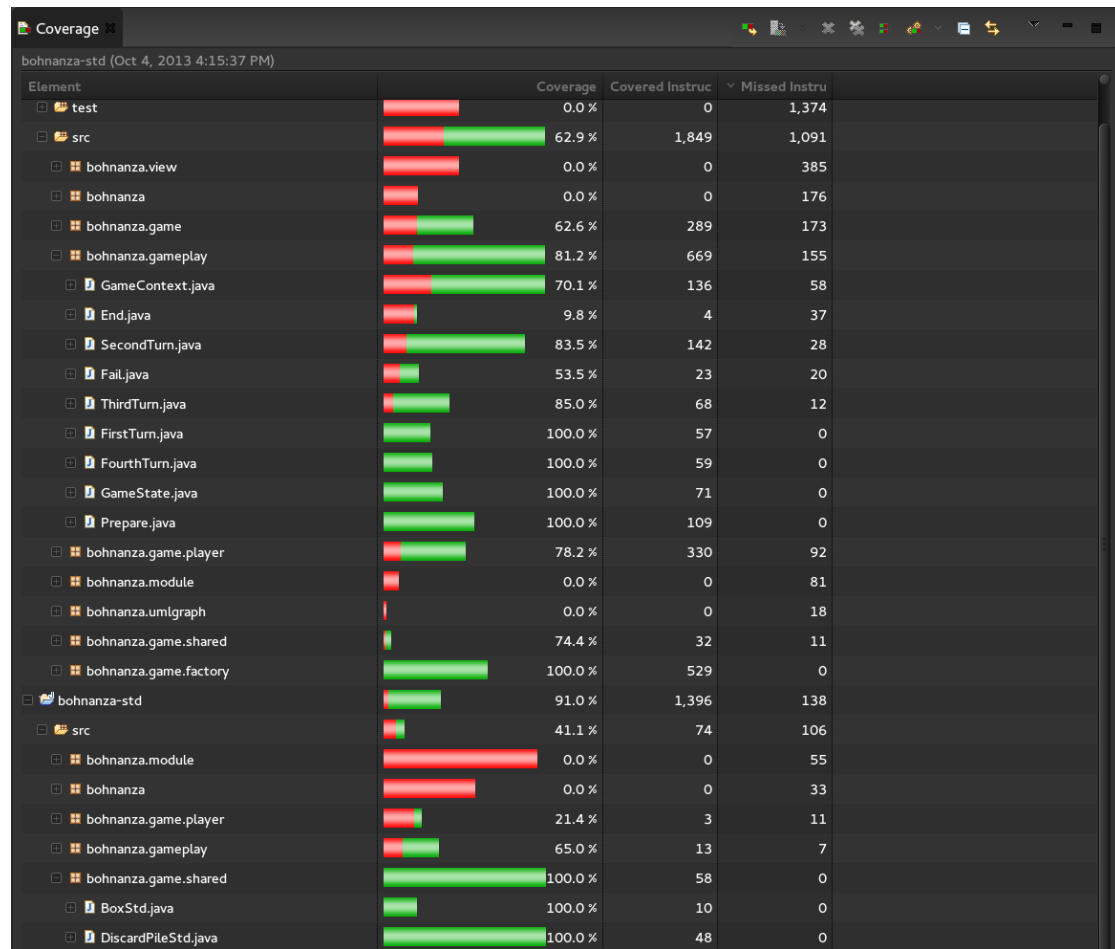 Coverage
bohnanza-std (Oct 4, 2013 4:15:37 PM)
Element Coverage Covered Instruc Missed Instru
test 0.0 % 0 1,374
src 62.9 % 1,849 1,091
bohnanza.view 0.0 % 0 385
bohnanza 0.0 % 0 176
bohnanza.game 62.6 % 289 173
bohnanza.gameplay 81.2 % 669 155
GameContext.java 70.1 % 136 58
End.java 9.8 % 4 37
SecondTurn.java 83.5 % 142 28
Fail.java 53.5 % 23 20
ThirdTurn.java 85.0 % 68 12
FirstTurn.java 100.0 % 57 0
FourthTurn.java 100.0 % 59 0
GameState.java 100.0 % 71 0
Prepare.java 100.0 % 109 0
bohnanza.game.player 78.2 % 330 92
bohnanza.module 0.0 % 0 81
bohnanza.umlgraph 0.0 % 0 18
bohnanza.game.shared 74.4 % 32 11
bohnanza.game.factory 100.0 % 529 0
bohnanza-std 91.0 % 1,396 138
src 41.1 % 74 106
bohnanza.module 0.0 % 0 55
bohnanza 0.0 % 0 33
bohnanza.game.player 21.4 % 3 11
bohnanza.gameplay 65.0 % 13 7
bohnanza.game.shared 100.0 % 58 0
BoxStd.java 100.0 % 10 0
DiscardPileStd.java 100.0 % 48 0